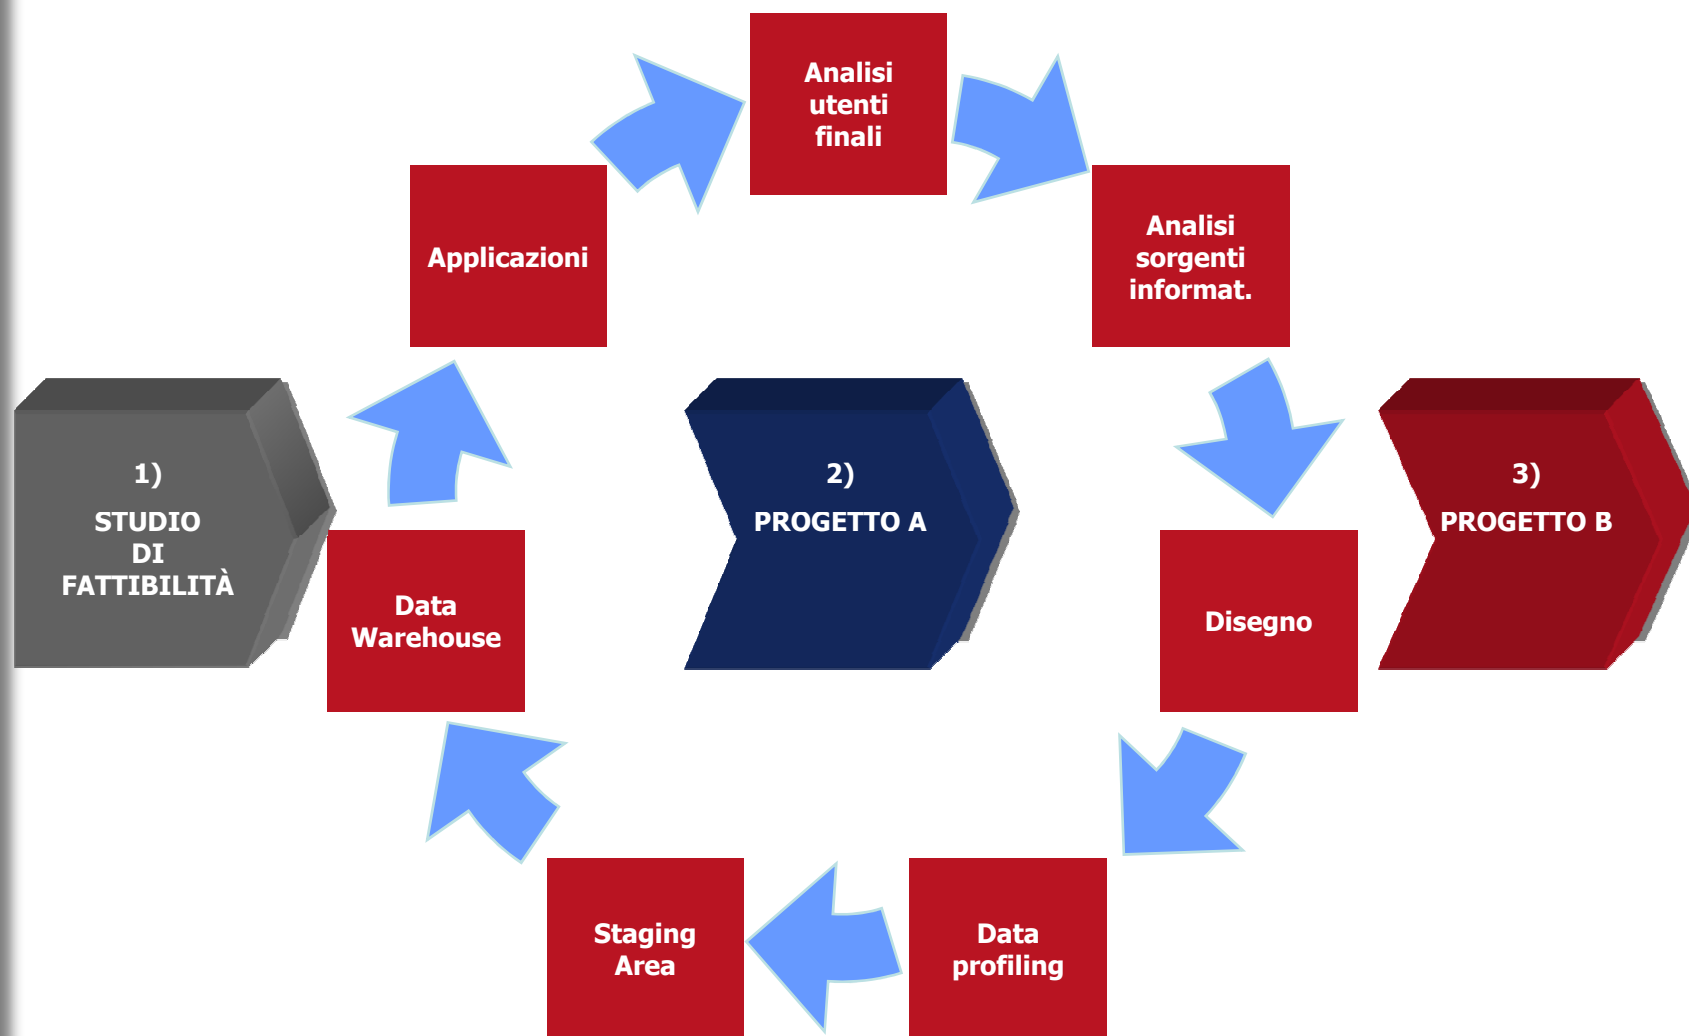 Analisi
utenti
finali
Applicazioni
Analisi
sorgenti
informat.
1)
STUDIO
DI
FATTIBILITÀ
2)
PROGETTO A
3)
PROGETTO B
Data
Warehouse
Disegno
Staging
Area
Data
profiling